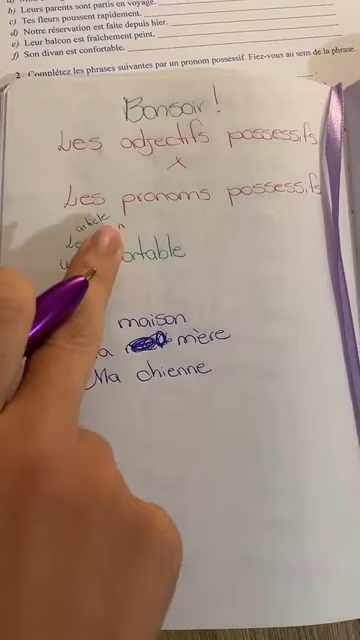 b) Leurs parents sont partis en voyage.
c) Tes fleurs poussent rapidement.
d) Notre réservation est faite depuis hier.
e) Leur balcon est fraîchement peint.
f) Son divan est confortable.
2 Complétez les phrases suivantes par un pronom possessif. Fiez-vous au sens de la phrase.
Bonsoir!
Les adjectifs possessifs
x
Les pronoms possessifs
article
maison
mère
Ma chienne